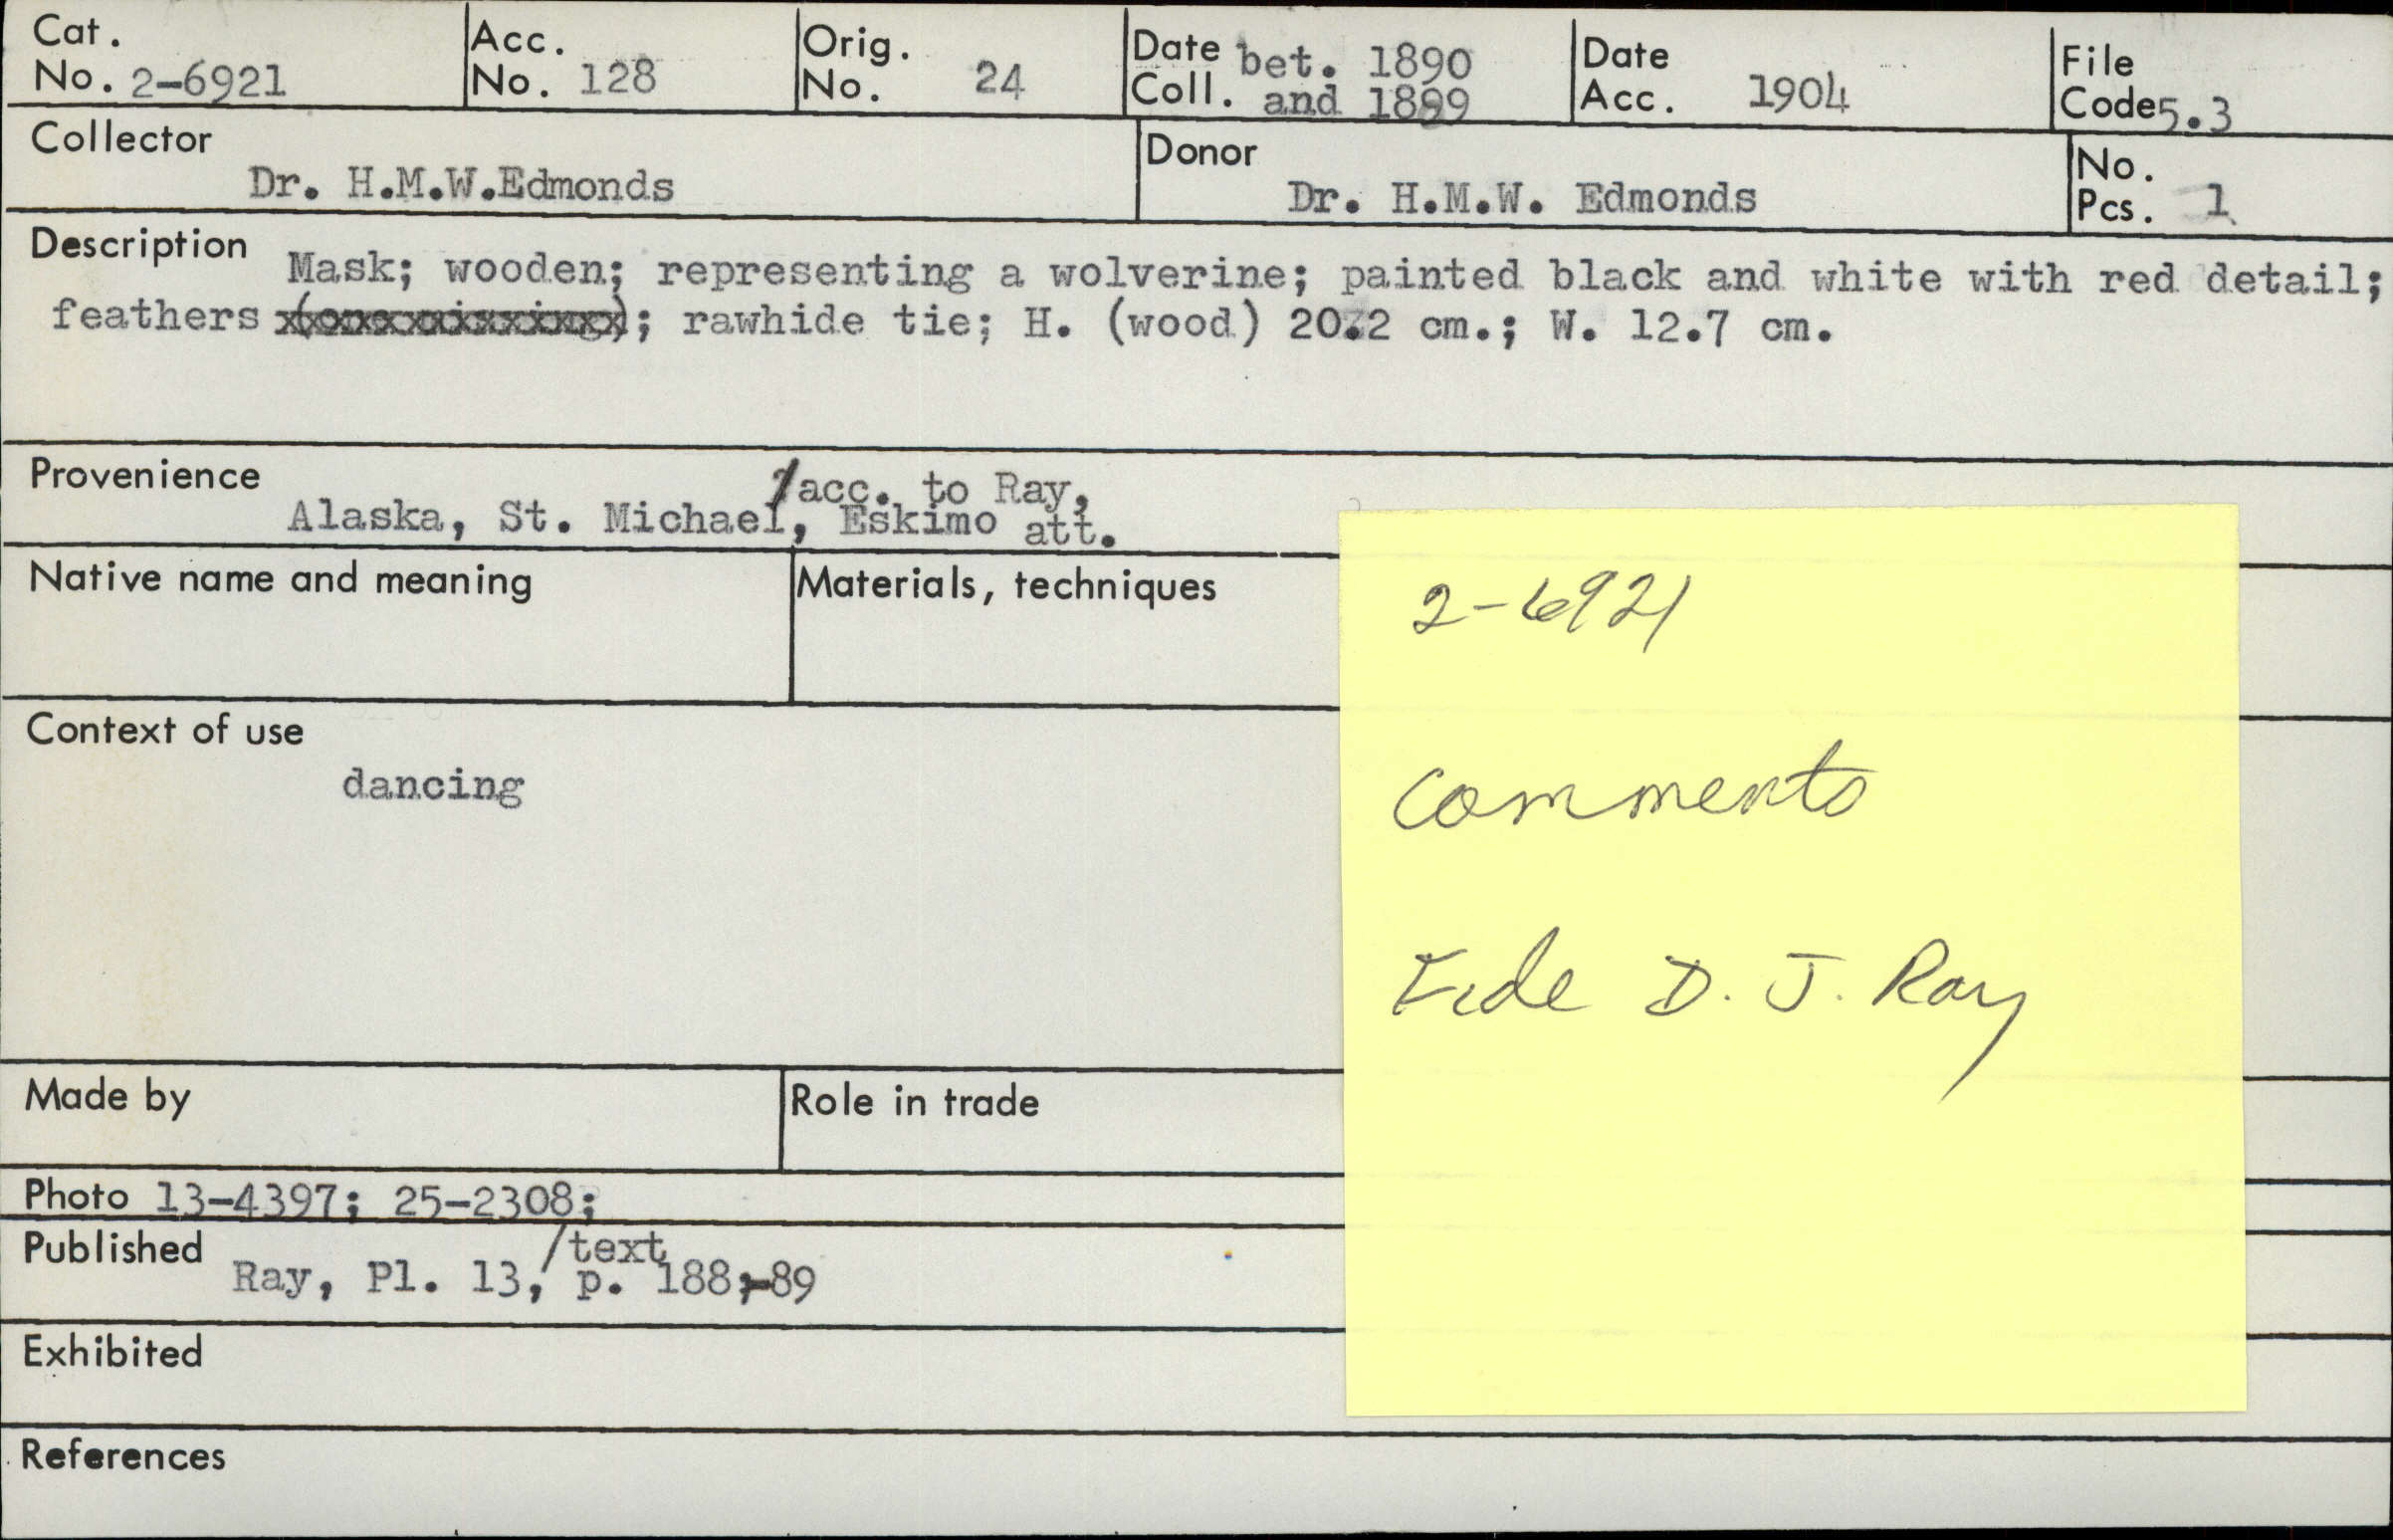 Cat. No. 2-6921
Acc. No. 128
Orig. No. 24
Date Coll. bet. 1890 and 1899
Date Acc. 1904
File Code 5.3
Collector
Dr. H.M.W.Edmonds
Donor
Dr. H.M.W. Edmonds
No. Pcs. 1
Description
Mask; wooden; representing a wolverine; painted black and white with red detail;
feathers (one missing); rawhide tie; H. (wood) 20.2 cm.; W. 12.7 cm.
Provenience
/acc. to Ray,
Alaska, St. Michael, Eskimo att.
Native name and meaning
Materials, techniques
Context of use
dancing
Made by
Role in trade
Photo 13-4397; 25-2308;
Published
/text
Ray, Pl. 13, p. 188-89
Exhibited
References
2-6921
Comments
Fide D. J. Ray